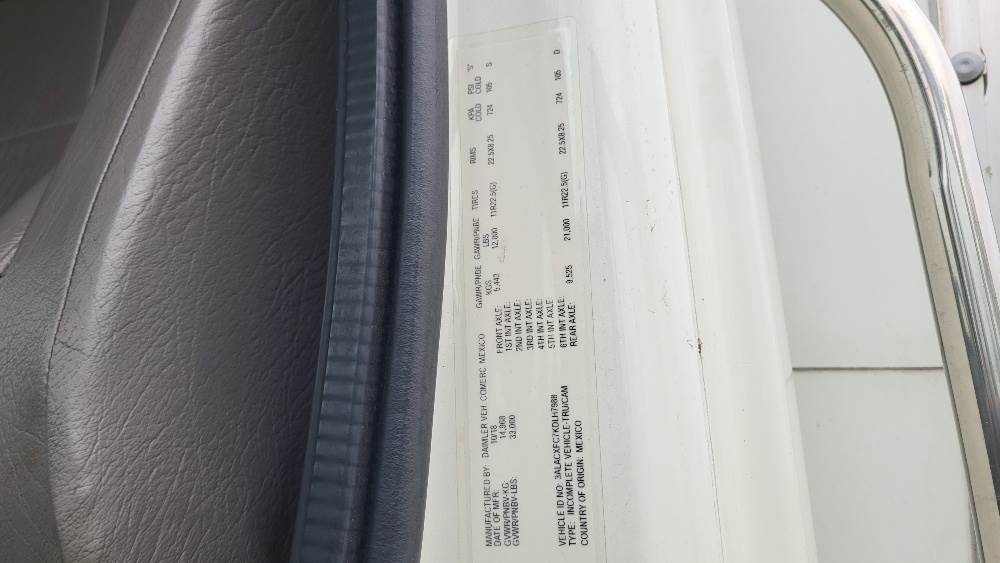 MANUFACTURED BY: DAIMLER VEH COMERC MEXICO
DATE OF MFR: 10/18
GVWR/PNBV-KG: 14,968
GVWR/PNBV-LBS: 33,000
GAWR/PNBE GAWR/PNBE TIRES RIMS KPA PSI "S"
KGS LBS COLD COLD
FRONT AXLE: 5,443 12,000 11R22.5(G) 22.5X8.25 724 105 S
1ST INT AXLE:
2ND INT AXLE:
3RD INT AXLE:
4TH INT AXLE:
5TH INT AXLE:
6TH INT AXLE:
REAR AXLE: 9,525 21,000 11R22.5(G) 22.5X8.25 724 105 D
VEHICLE ID NO: 3ALACXFC7KDLH7988
TYPE: INCOMPLETE VEHICLE-TRU/CAM
COUNTRY OF ORIGIN: MEXICO